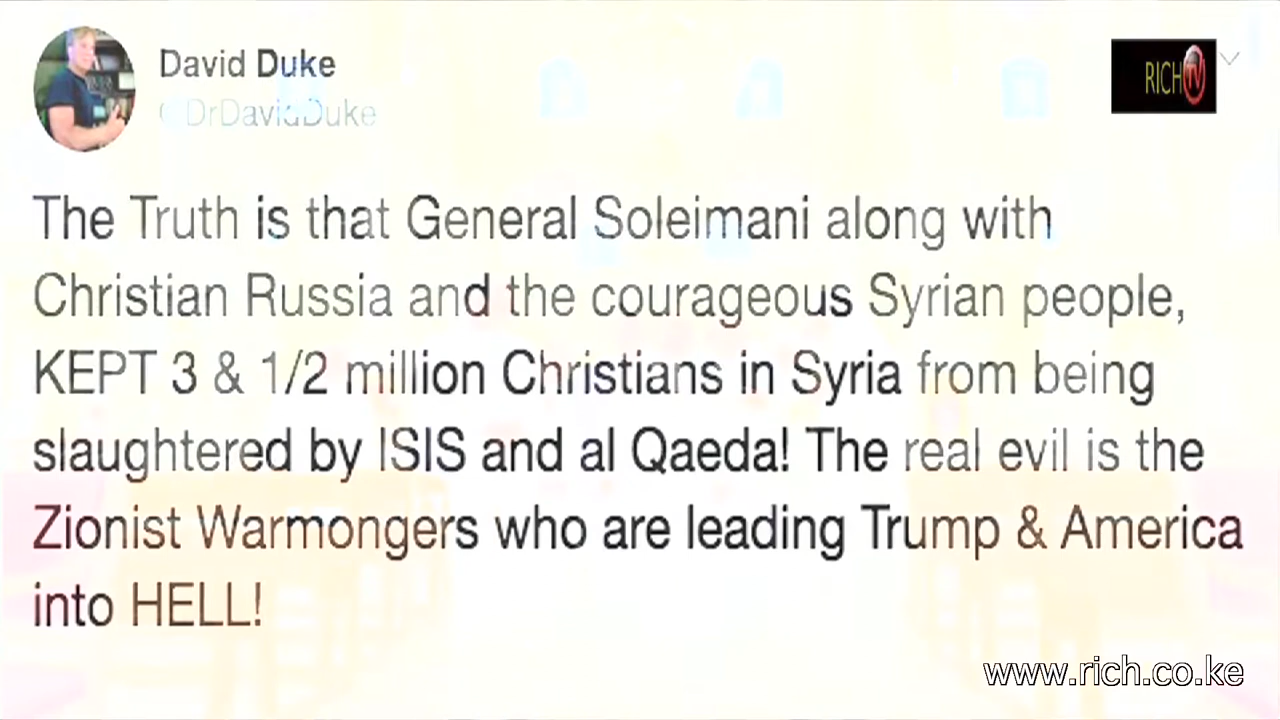 David Duke
@DrDavidDuke
RICH TV
The Truth is that General Soleimani along with
Christian Russia and the courageous Syrian people,
KEPT 3 & 1/2 million Christians in Syria from being
slaughtered by ISIS and al Qaeda! The real evil is the
Zionist Warmongers who are leading Trump & America
into HELL!
www.rich.co.ke